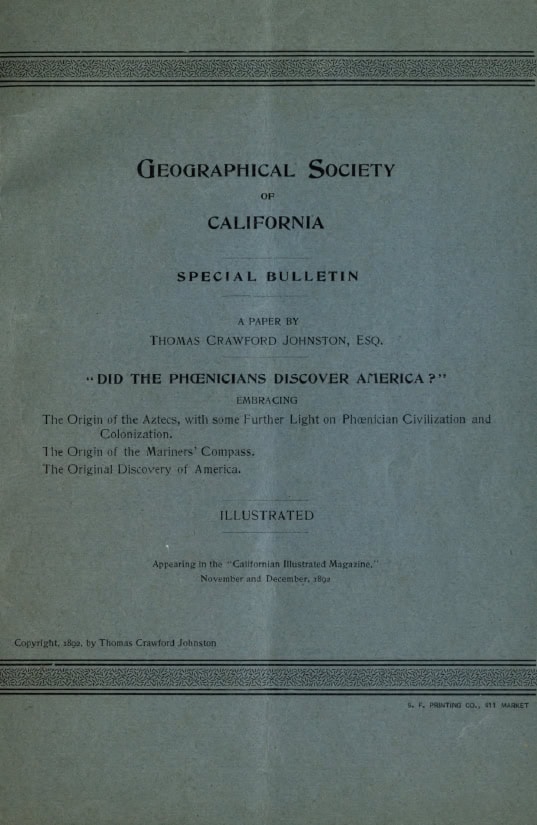 GEOGRAPHICAL SOCIETY
OF
CALIFORNIA
SPECIAL BULLETIN
A PAPER BY
THOMAS CRAWFORD JOHNSTON, ESQ.
"DID THE PHŒNICIANS DISCOVER AMERICA?"
EMBRACING
The Origin of the Aztecs, with some Further Light on Phœnician Civilization and
Colonization.
The Origin of the Mariners' Compass.
The Original Discovery of America.
ILLUSTRATED
Appearing in the "Californian Illustrated Magazine,"
November and December, 1892
Copyright, 1892, by Thomas Crawford Johnston
S. F. PRINTING CO., 411 MARKET